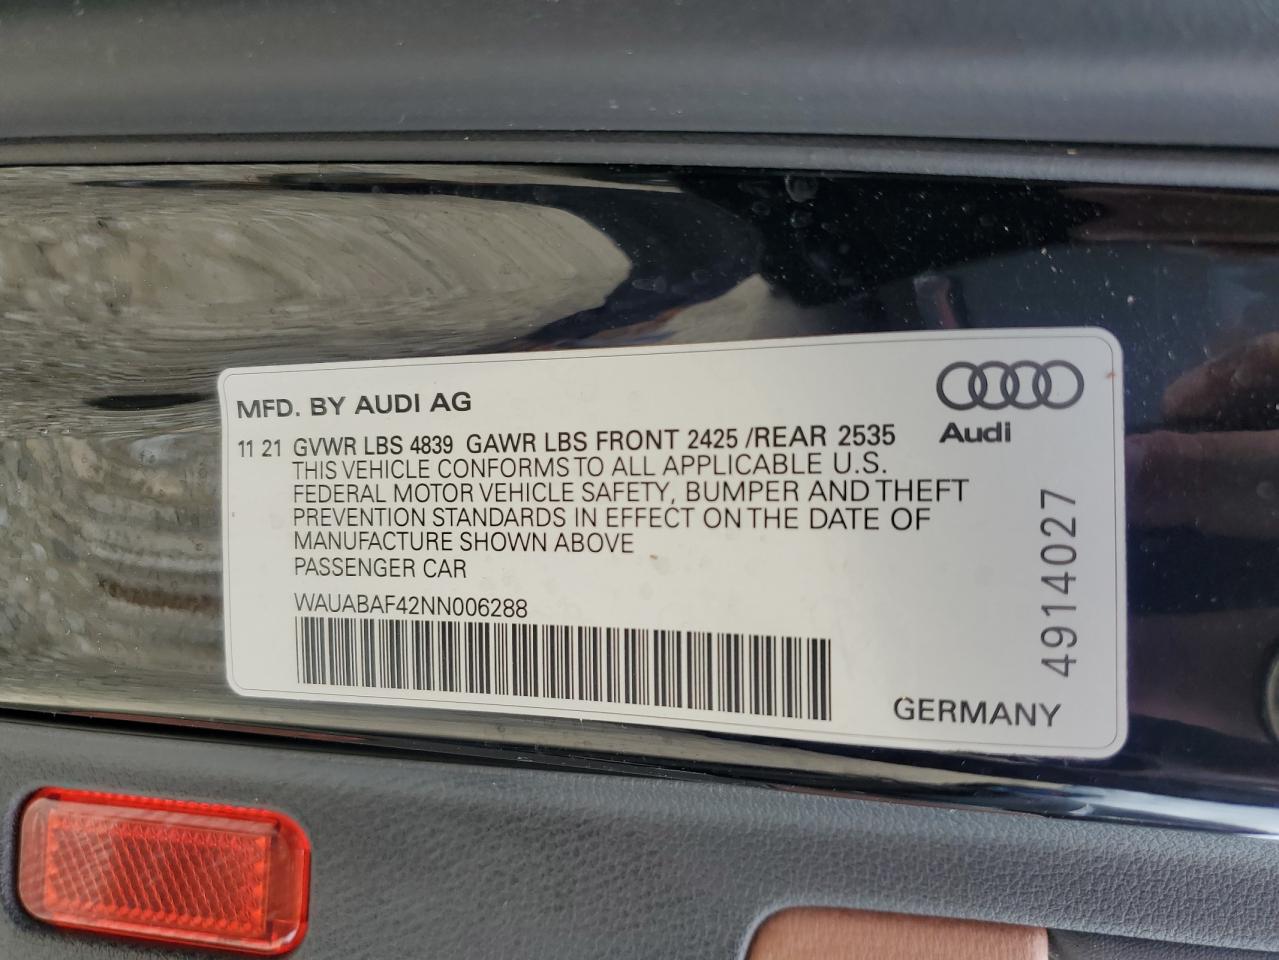 MFD. BY AUDI AG
Audi
11 21 GVWR LBS 4839 GAWR LBS FRONT 2425 /REAR 2535
THIS VEHICLE CONFORMS TO ALL APPLICABLE U.S.
FEDERAL MOTOR VEHICLE SAFETY, BUMPER AND THEFT
PREVENTION STANDARDS IN EFFECT ON THE DATE OF
MANUFACTURE SHOWN ABOVE
PASSENGER CAR
WAUABAF42NN006288
4914027
GERMANY